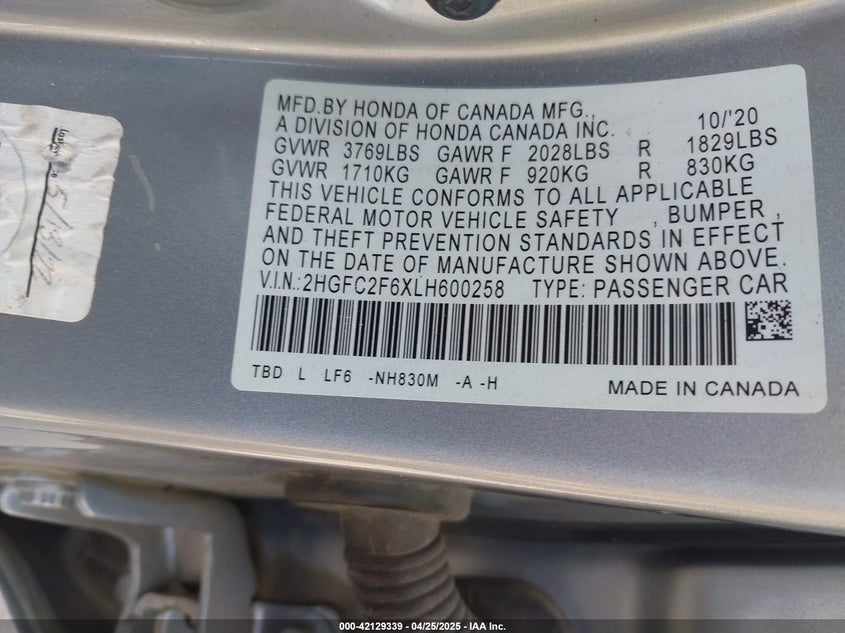 MFD.BY HONDA OF CANADA MFG.,
A DIVISION OF HONDA CANADA INC. 10/'20
GVWR 3769LBS GAWR F 2028LBS R 1829LBS
GVWR 1710KG GAWR F 920KG R 830KG
THIS VEHICLE CONFORMS TO ALL APPLICABLE
FEDERAL MOTOR VEHICLE SAFETY , BUMPER ,
AND THEFT PREVENTION STANDARDS IN EFFECT
ON THE DATE OF MANUFACTURE SHOWN ABOVE.
V.I.N.:2HGFC2F6XLH600258 TYPE: PASSENGER CAR
TBD L LF6 -NH830M -A -H MADE IN CANADA
000-42129339 / 04/25/2025 - IAA Inc.